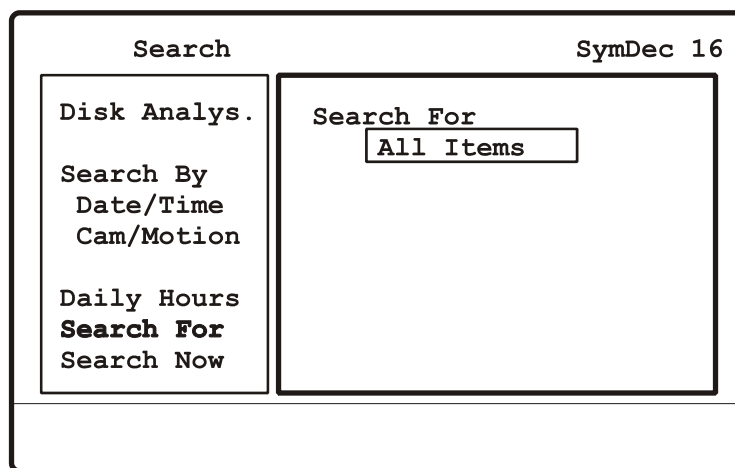 Search SymDec 16
Disk Analys.
Search By
Date/Time
Cam/Motion
Daily Hours
Search For
Search Now
Search For
All Items